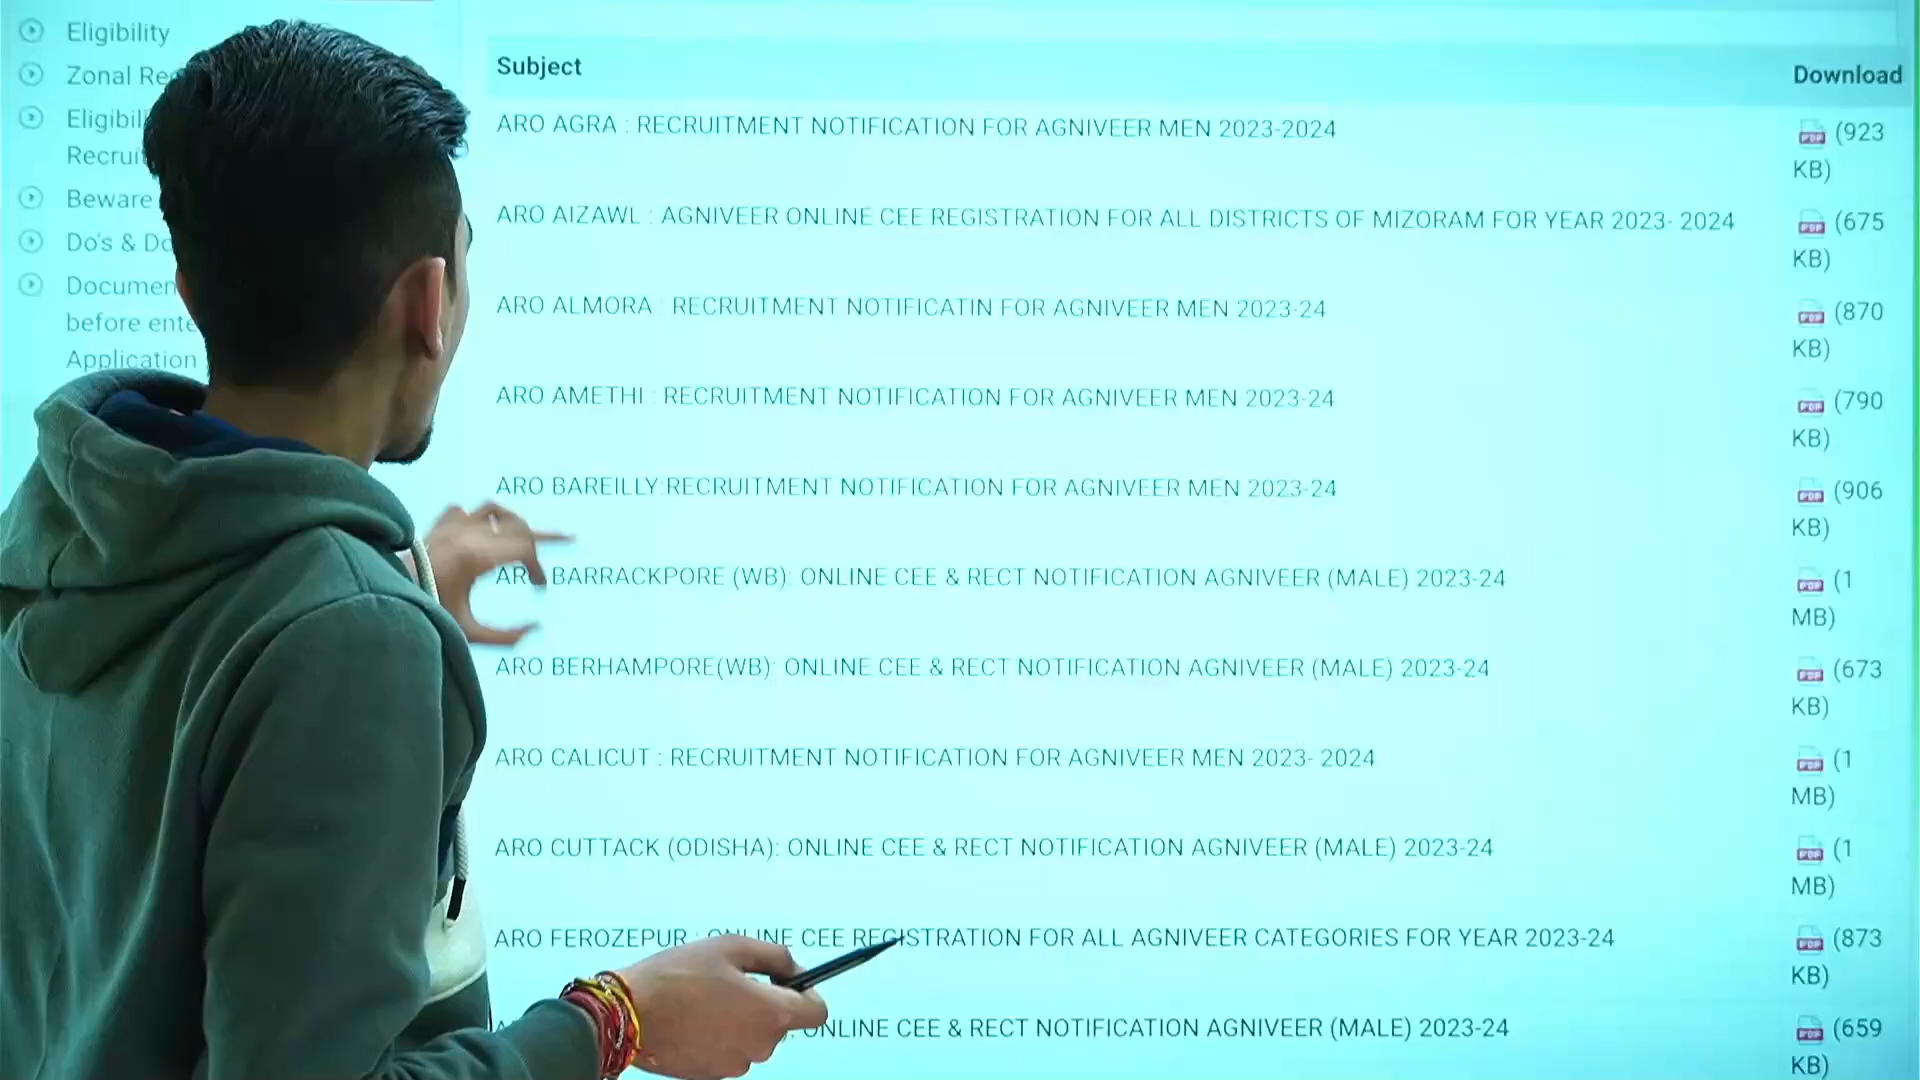 Eligibility
Zonal
Recruit
Beware
Do's &
before
Application
Subject
Download
ARO AGRA : RECRUITMENT NOTIFICATION FOR AGNIVEER MEN 2023-2024
(923
KB)
ARO AIZAWL : AGNIVEER ONLINE CEE REGISTRATION FOR ALL DISTRICTS OF MIZORAM FOR YEAR 2023- 2024
(675
KB)
ARO ALMORA : RECRUITMENT NOTIFICATIN FOR AGNIVEER MEN 2023-24
(870
KB)
ARO AMETHI : RECRUITMENT NOTIFICATION FOR AGNIVEER MEN 2023-24
(790
KB)
ARO BAREILLY:RECRUITMENT NOTIFICATION FOR AGNIVEER MEN 2023-24
(906
KB)
BARRACKPORE (WB): ONLINE CEE & RECT NOTIFICATION AGNIVEER (MALE) 2023-24
(1
MB)
ARO BERHAMPORE(WB): ONLINE CEE & RECT NOTIFICATION AGNIVEER (MALE) 2023-24
(673
KB)
ARO CALICUT : RECRUITMENT NOTIFICATION FOR AGNIVEER MEN 2023- 2024
(1
MB)
ARO CUTTACK (ODISHA): ONLINE CEE & RECT NOTIFICATION AGNIVEER (MALE) 2023-24
(1
MB)
ARO FEROZEPUR : ONLINE CEE REGISTRATION FOR ALL AGNIVEER CATEGORIES FOR YEAR 2023-24
(873
KB)
ONLINE CEE & RECT NOTIFICATION AGNIVEER (MALE) 2023-24
(659
KB)